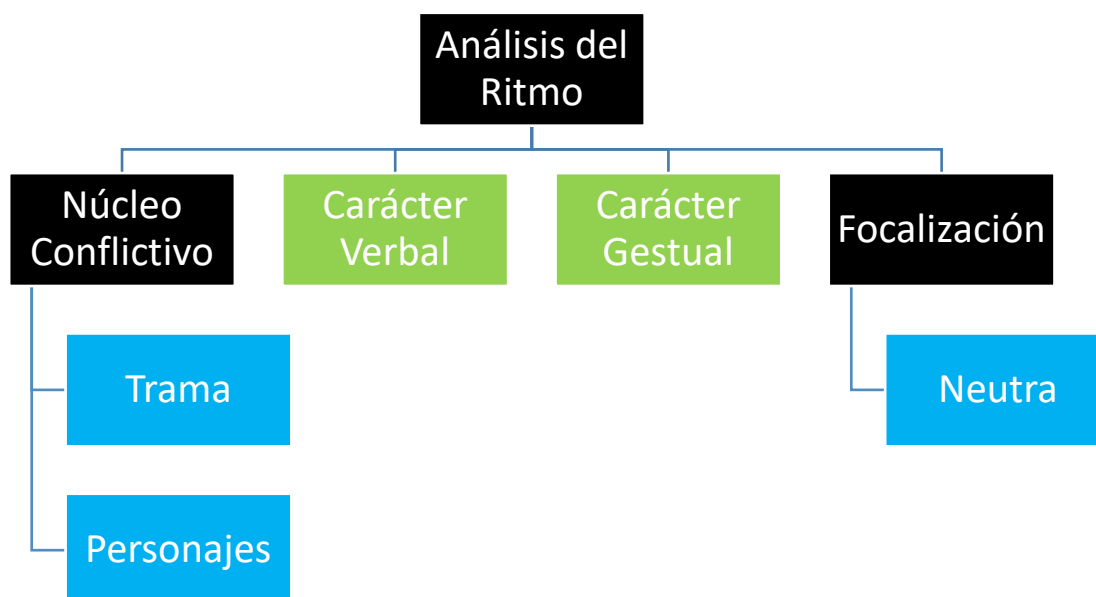 Análisis del
Ritmo
Núcleo
Conflictivo
Carácter
Verbal
Carácter
Gestual
Focalización
Trama
Neutra
Personajes